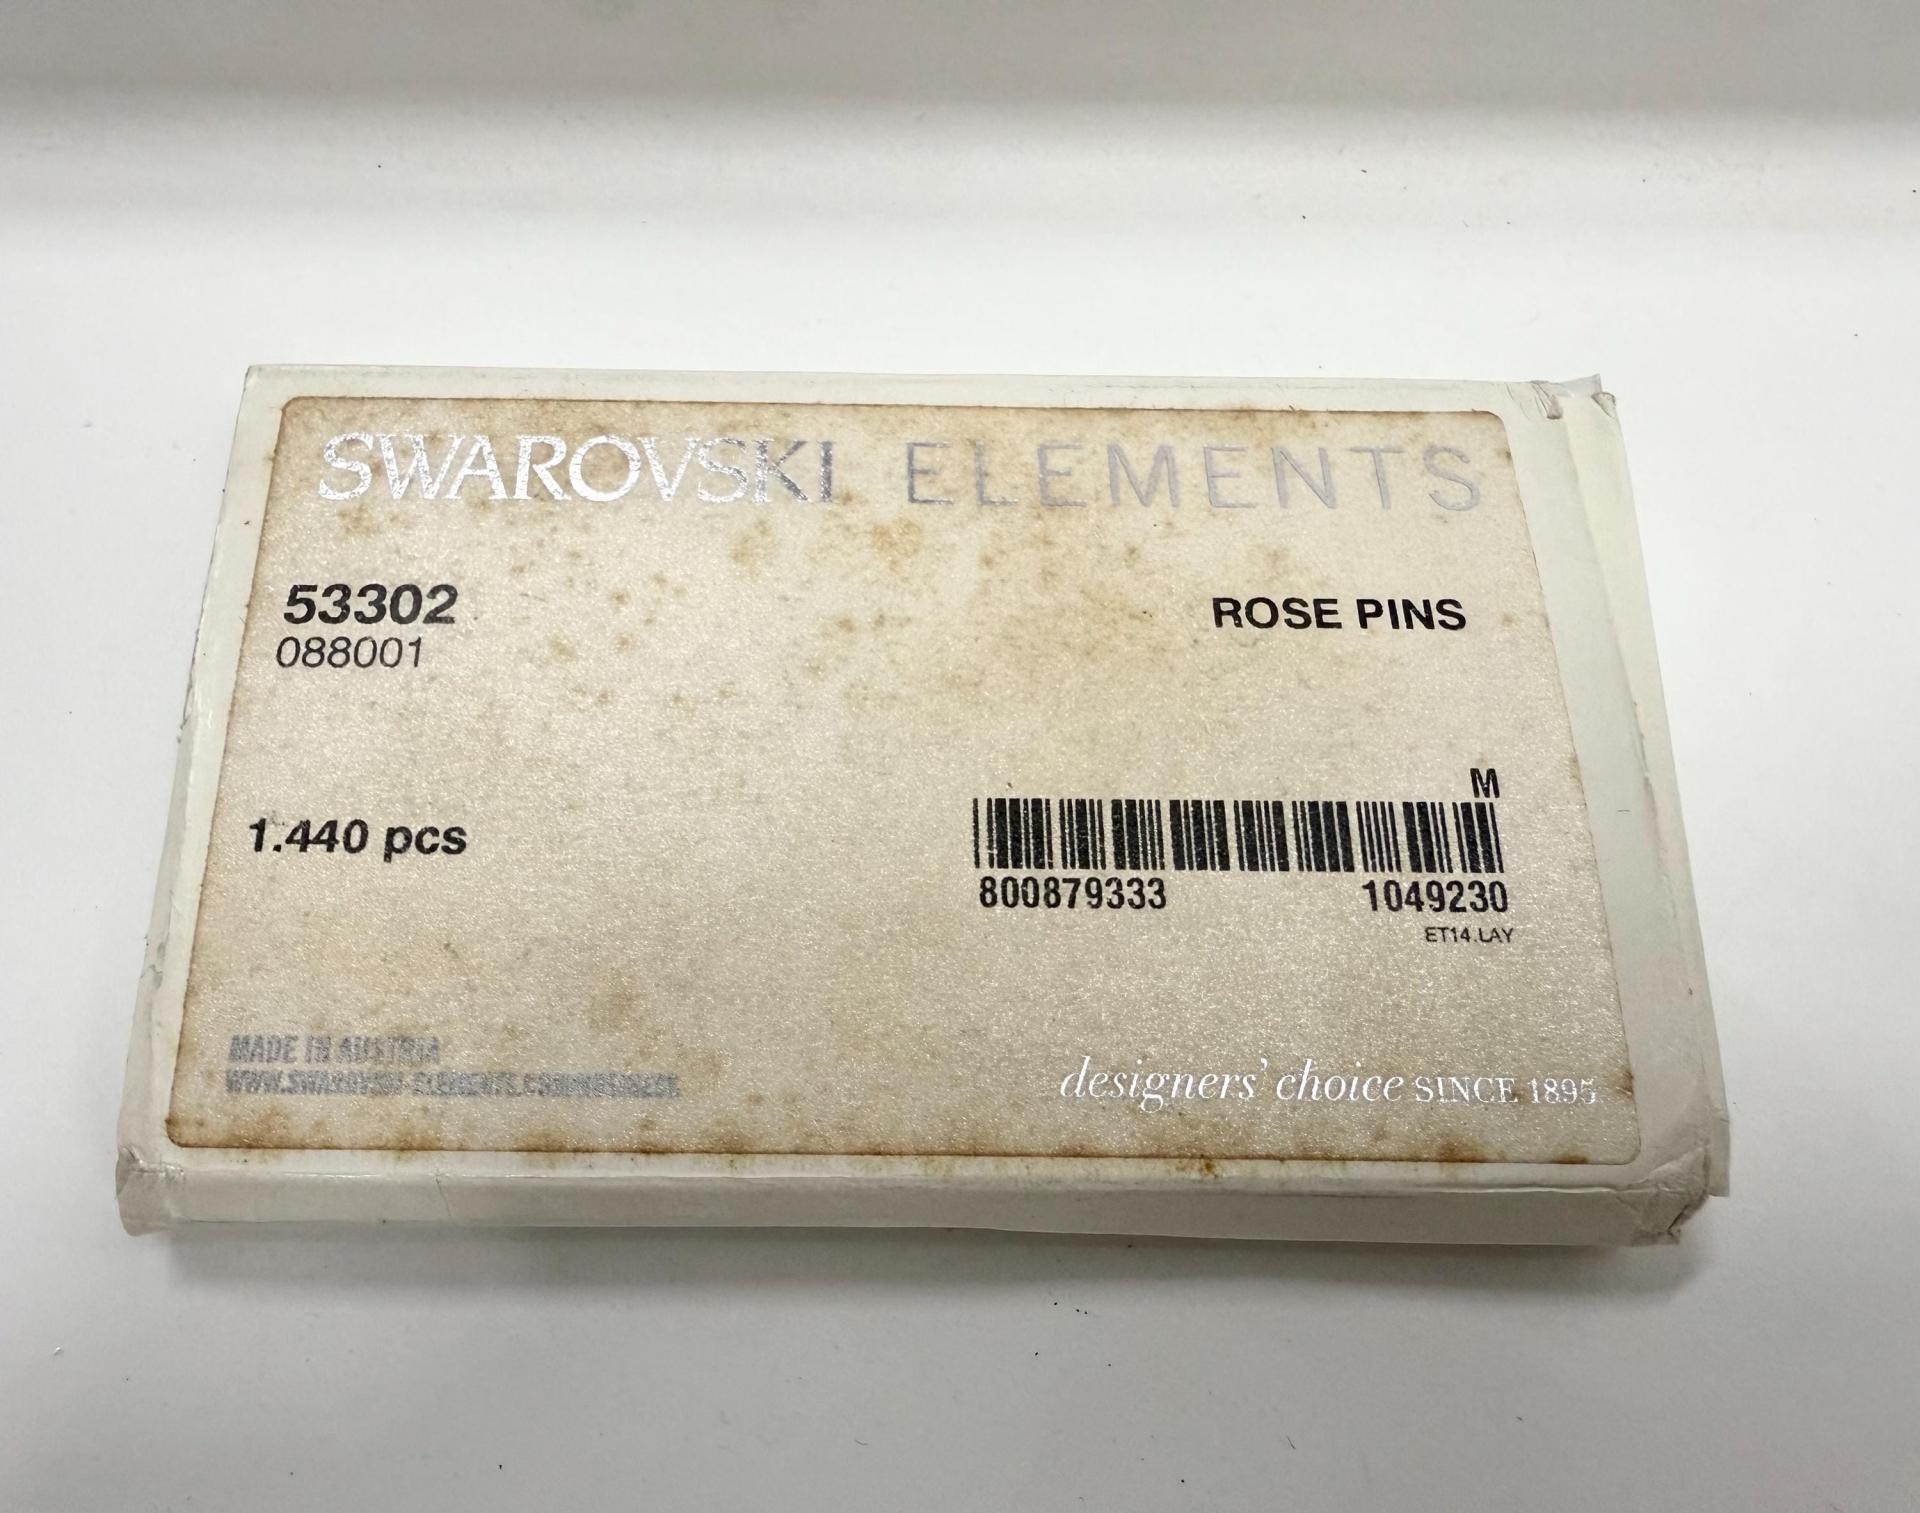 SWAROVSKI ELEMENTS
53302
ROSE PINS
088001
M
1.440 pcs
800879333 1049230
ET14.LAY
MADE IN AUSTRIA
designers' choice SINCE 1895